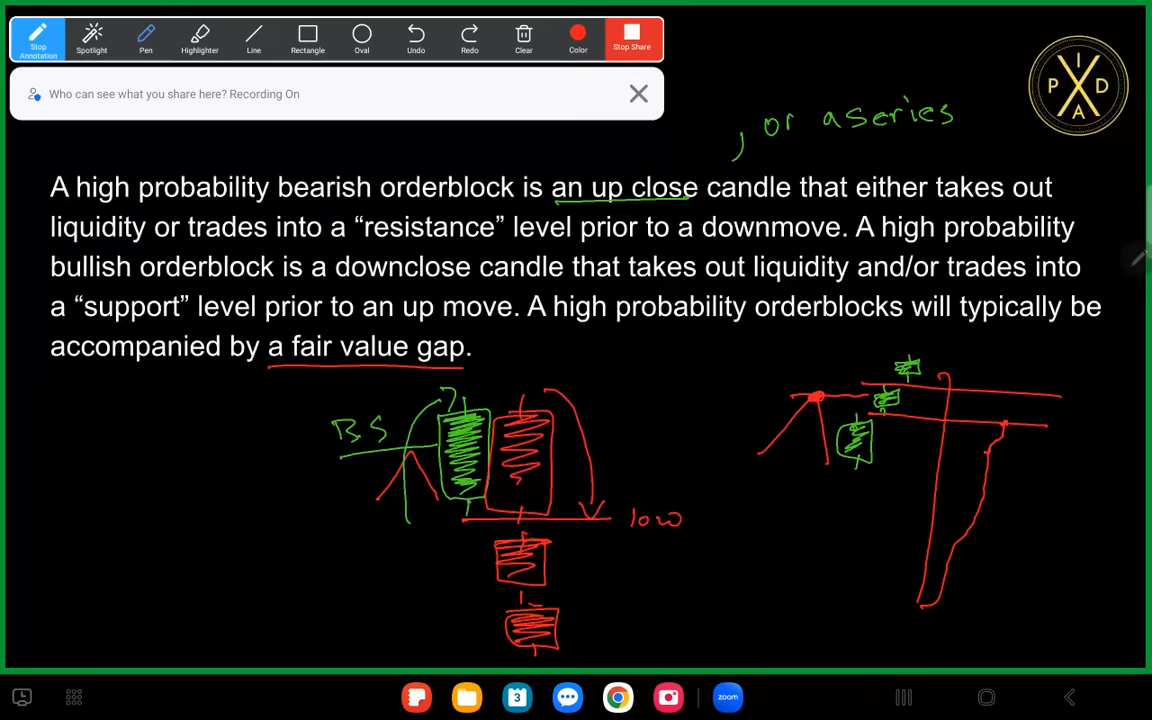 Stop Annotation Spotlight Pen Highlighter Line Rectangle Oval Undo Redo Clear Color Stop Share
Who can see what you share here? Recording On
I
P D
A
, or a series
A high probability bearish orderblock is an up close candle that either takes out
liquidity or trades into a “resistance” level prior to a downmove. A high probability
bullish orderblock is a downclose candle that takes out liquidity and/or trades into
a “support” level prior to an up move. A high probability orderblocks will typically be
accompanied by a fair value gap.
BS
low
3
zoom